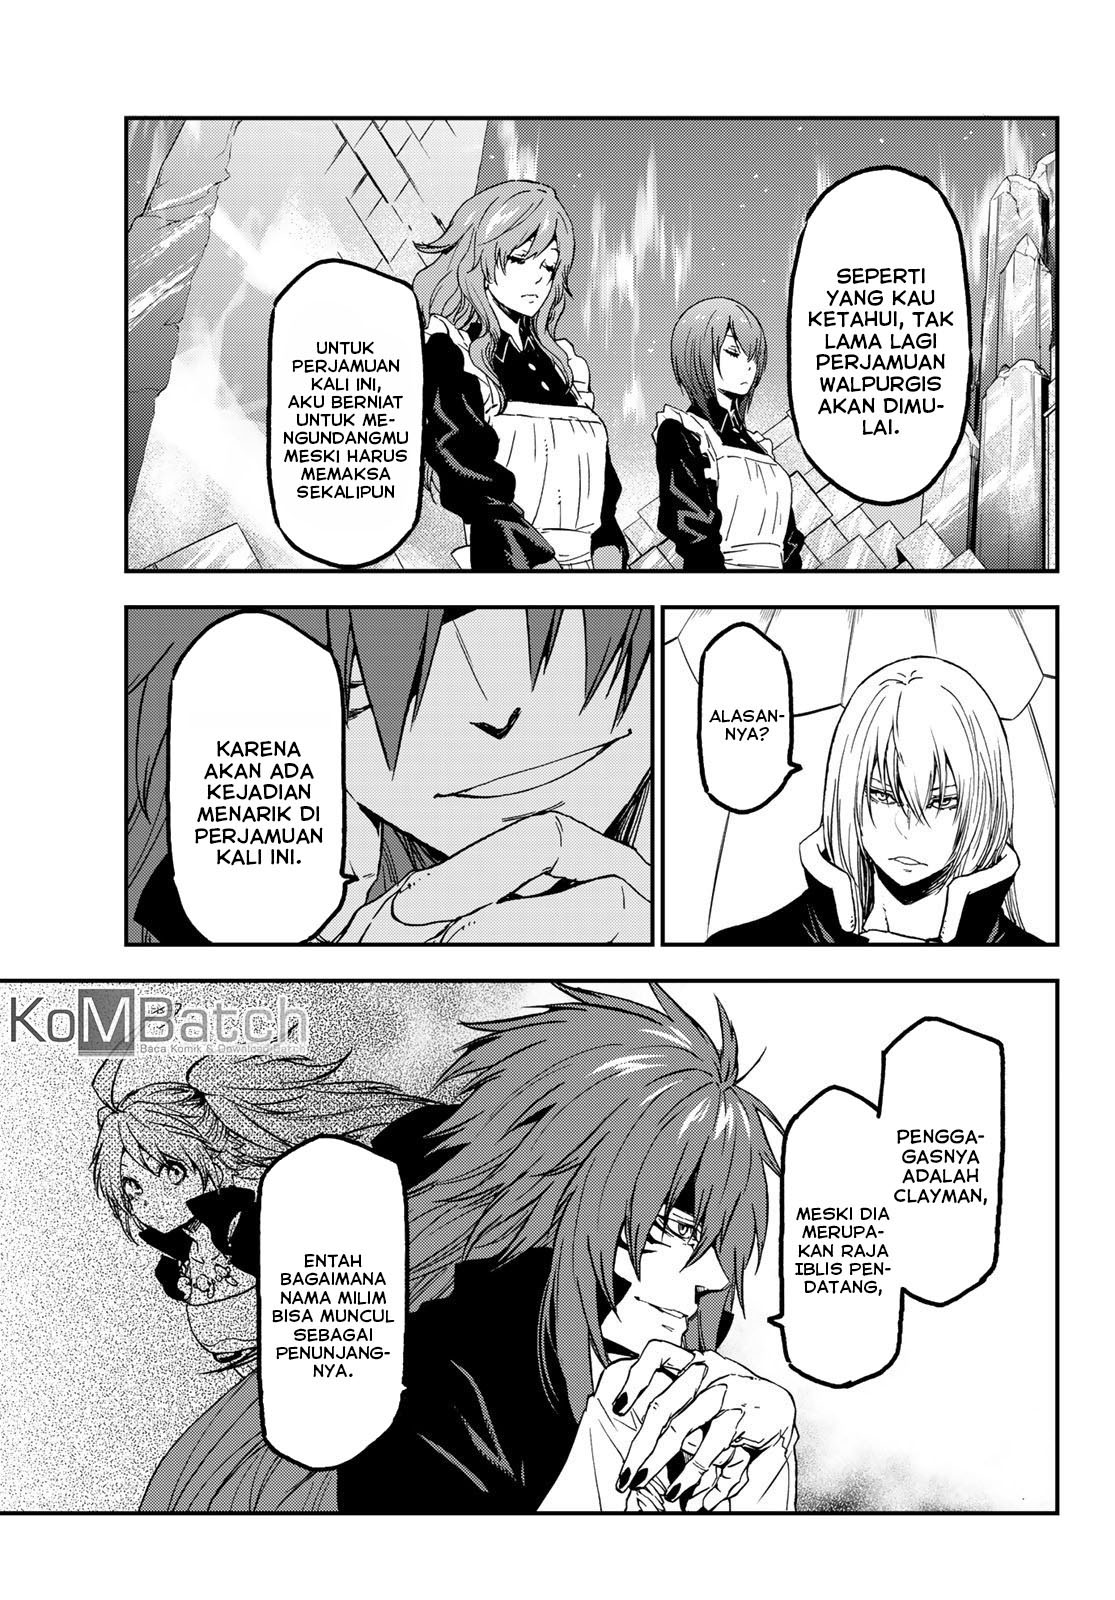 SEPERTI
YANG KAU
KETAHUI, TAK
LAMA LAGI
PERJAMUAN
WALPURGIS
AKAN DIMU-
LAI.
UNTUK
PERJAMUAN
KALI INI,
AKU BERNIAT
UNTUK ME-
NGUNDANGMU
MESKI HARUS
MEMAKSA
SEKALIPUN
ALASAN-
NYA?
KARENA
AKAN ADA
KEJADIAN
MENARIK DI
PERJAMUAN
KALI INI.
PENGGA-
GASNYA
ADALAH
CLAYMAN,
MESKI DIA
MERUPA-
KAN RAJA
IBLIS PEN-
DATANG,
ENTAH
BAGAIMANA
NAMA MILIM
BISA MUNCUL
SEBAGAI
PENUNJANG-
NYA.
KoMBatch
Baca Komik & Download